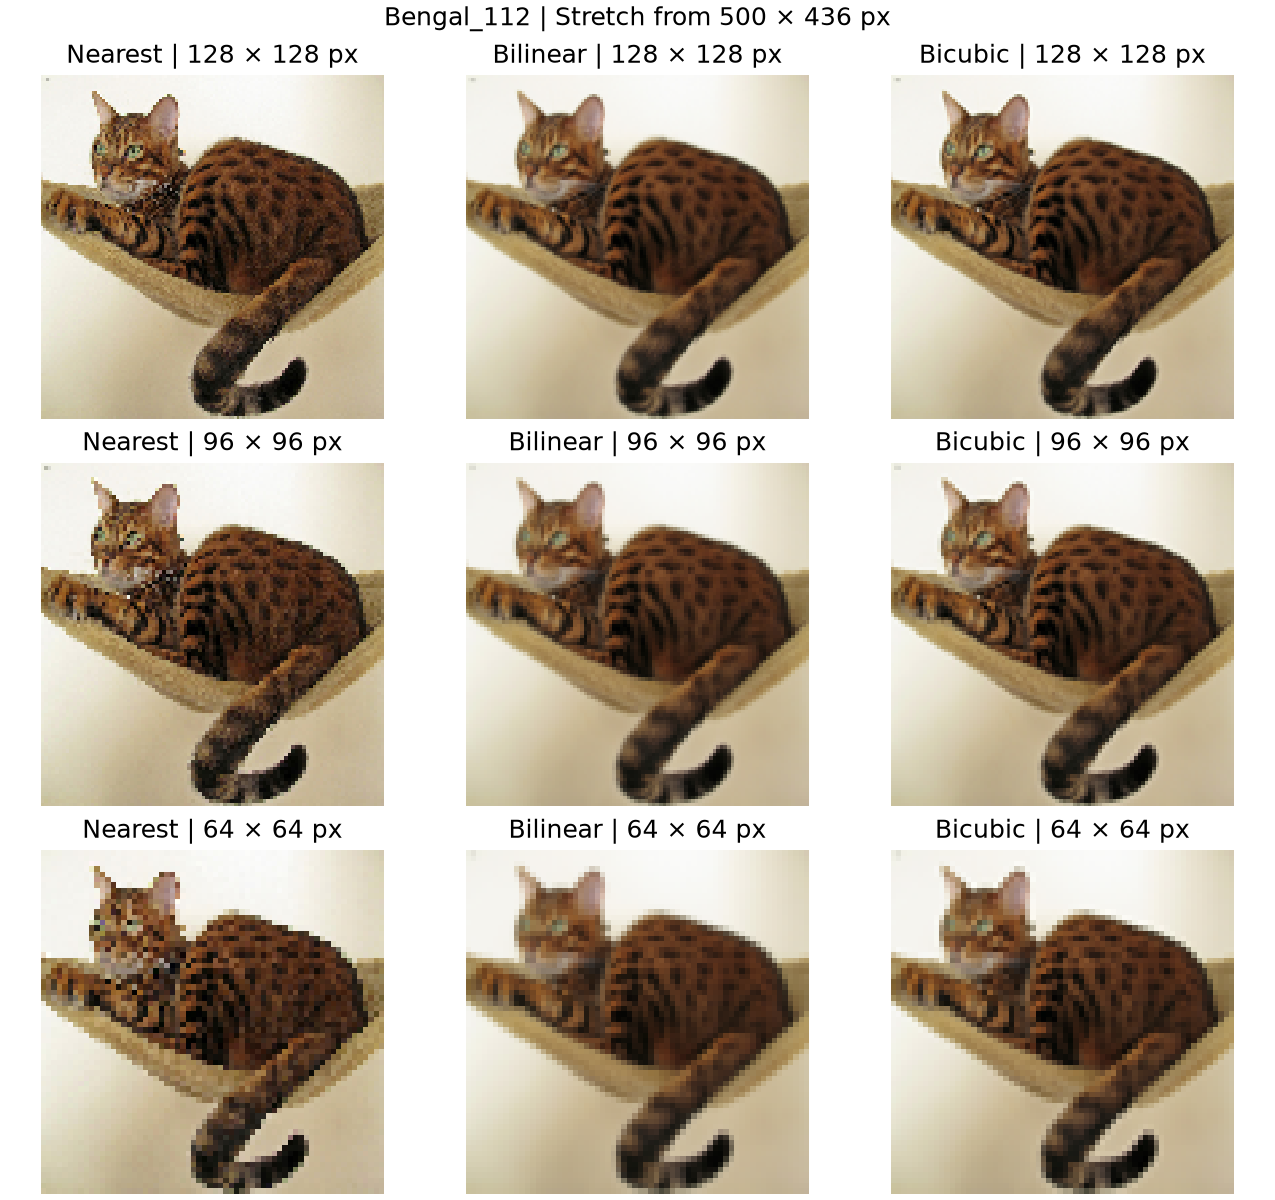 Bengal_112 | Stretch from 500 × 436 px
Nearest | 128 × 128 px
Bilinear | 128 × 128 px
Bicubic | 128 × 128 px
Nearest | 96 × 96 px
Bilinear | 96 × 96 px
Bicubic | 96 × 96 px
Nearest | 64 × 64 px
Bilinear | 64 × 64 px
Bicubic | 64 × 64 px